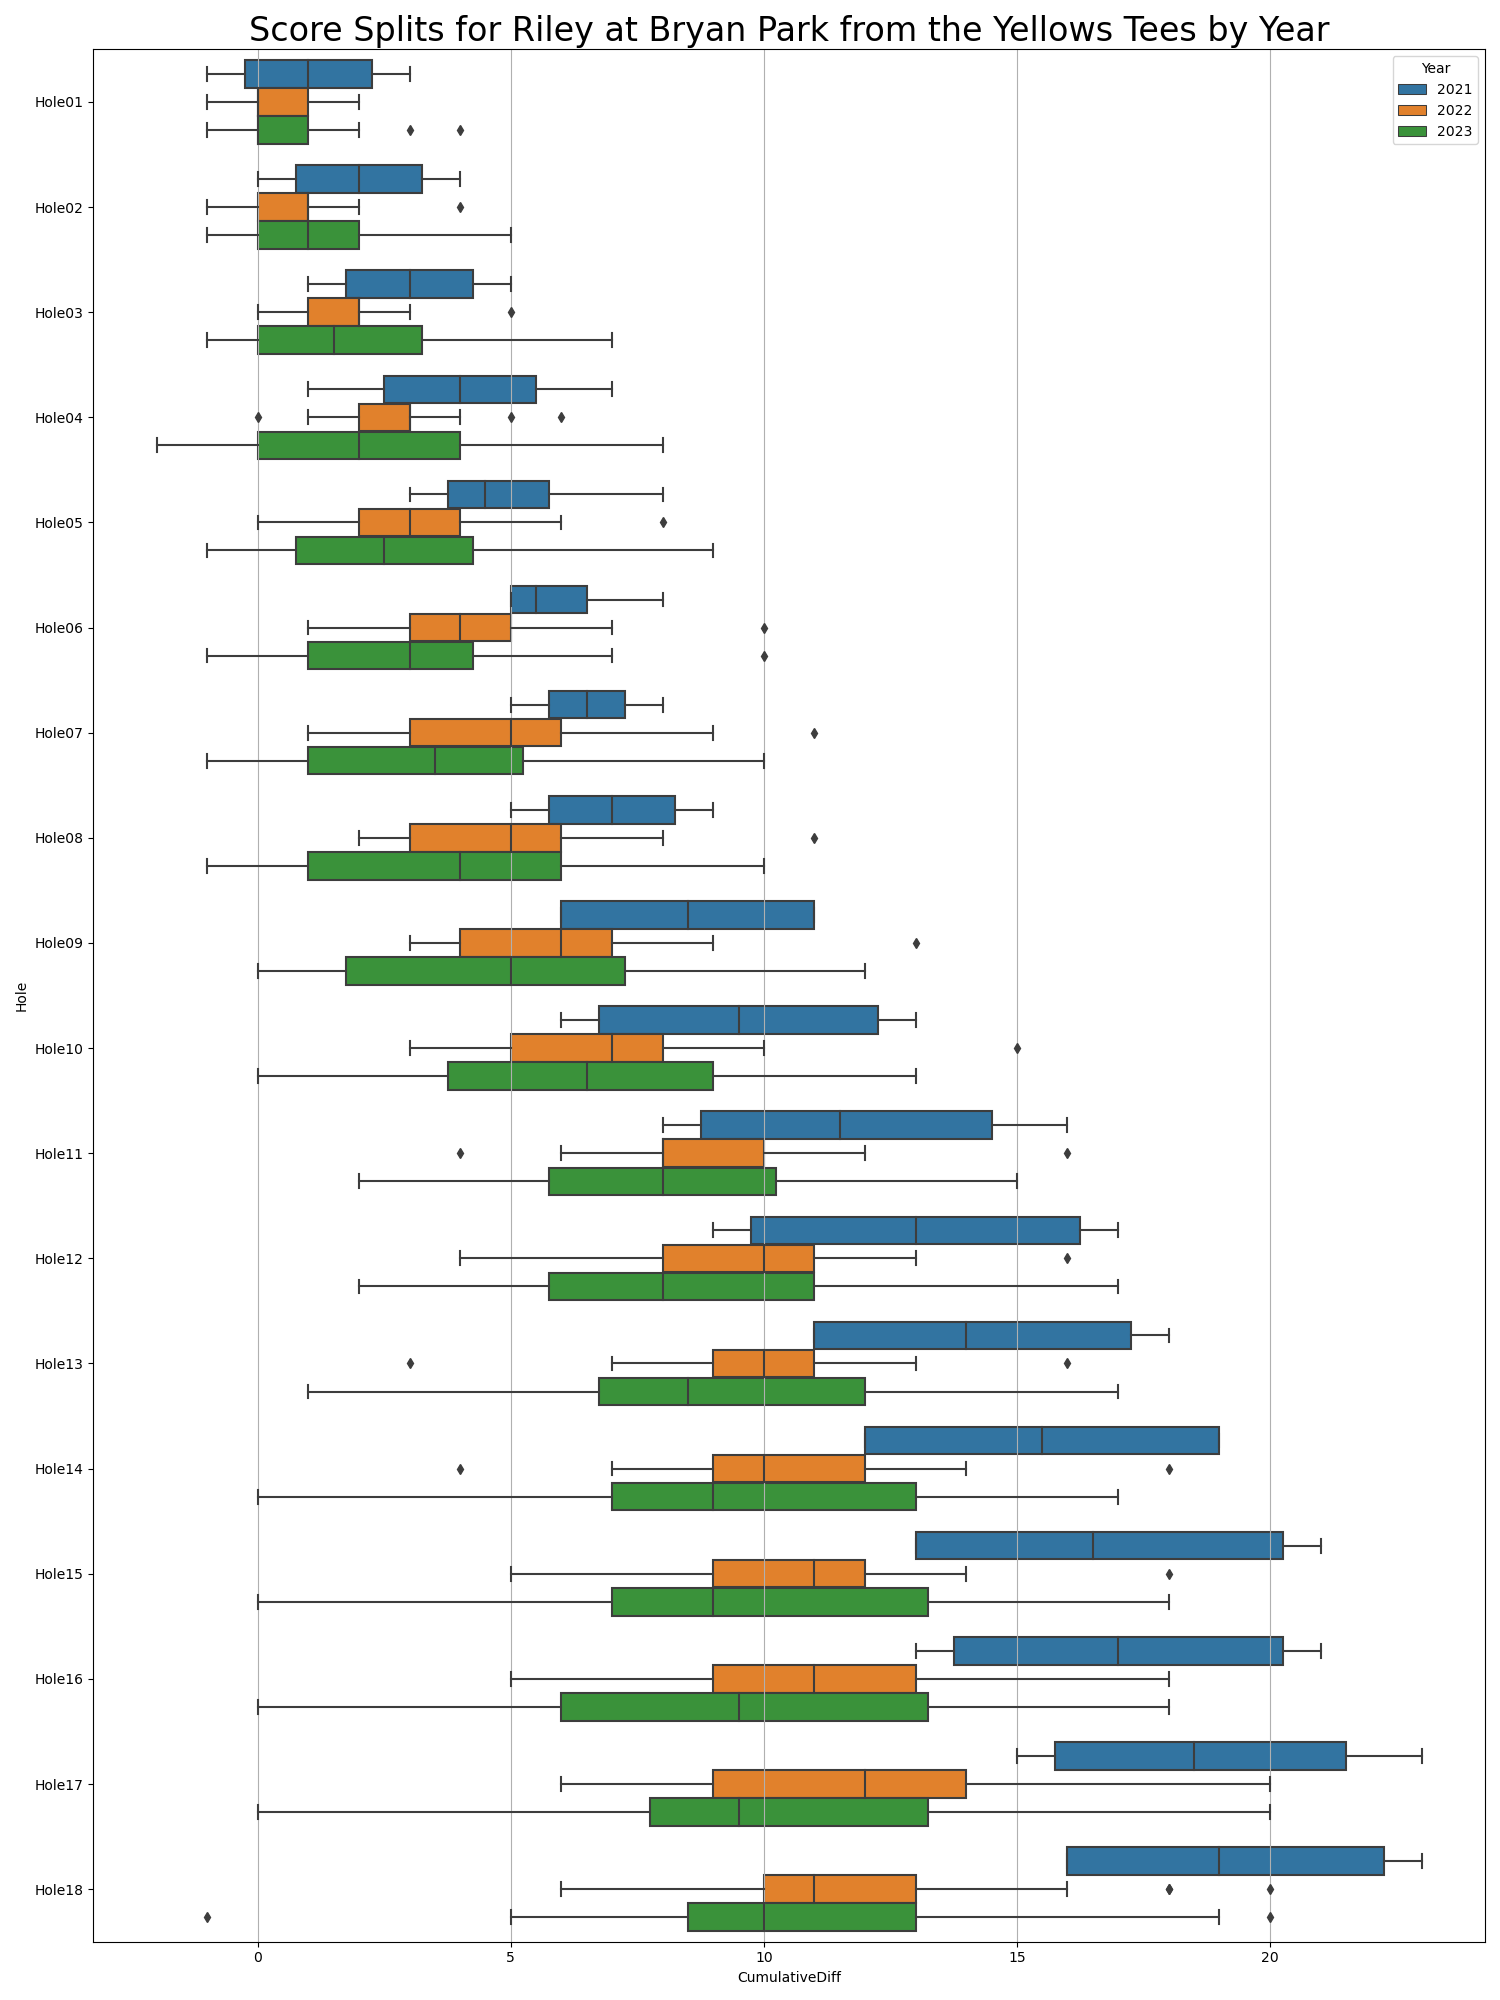 Score Splits for Riley at Bryan Park from the Yellows Tees by Year
Year
2021
2022
2023
Hole01
Hole02
Hole03
Hole04
Hole05
Hole06
Hole07
Hole08
Hole09
Hole10
Hole11
Hole12
Hole13
Hole14
Hole15
Hole16
Hole17
Hole18
Hole
0 5 10 15 20
CumulativeDiff